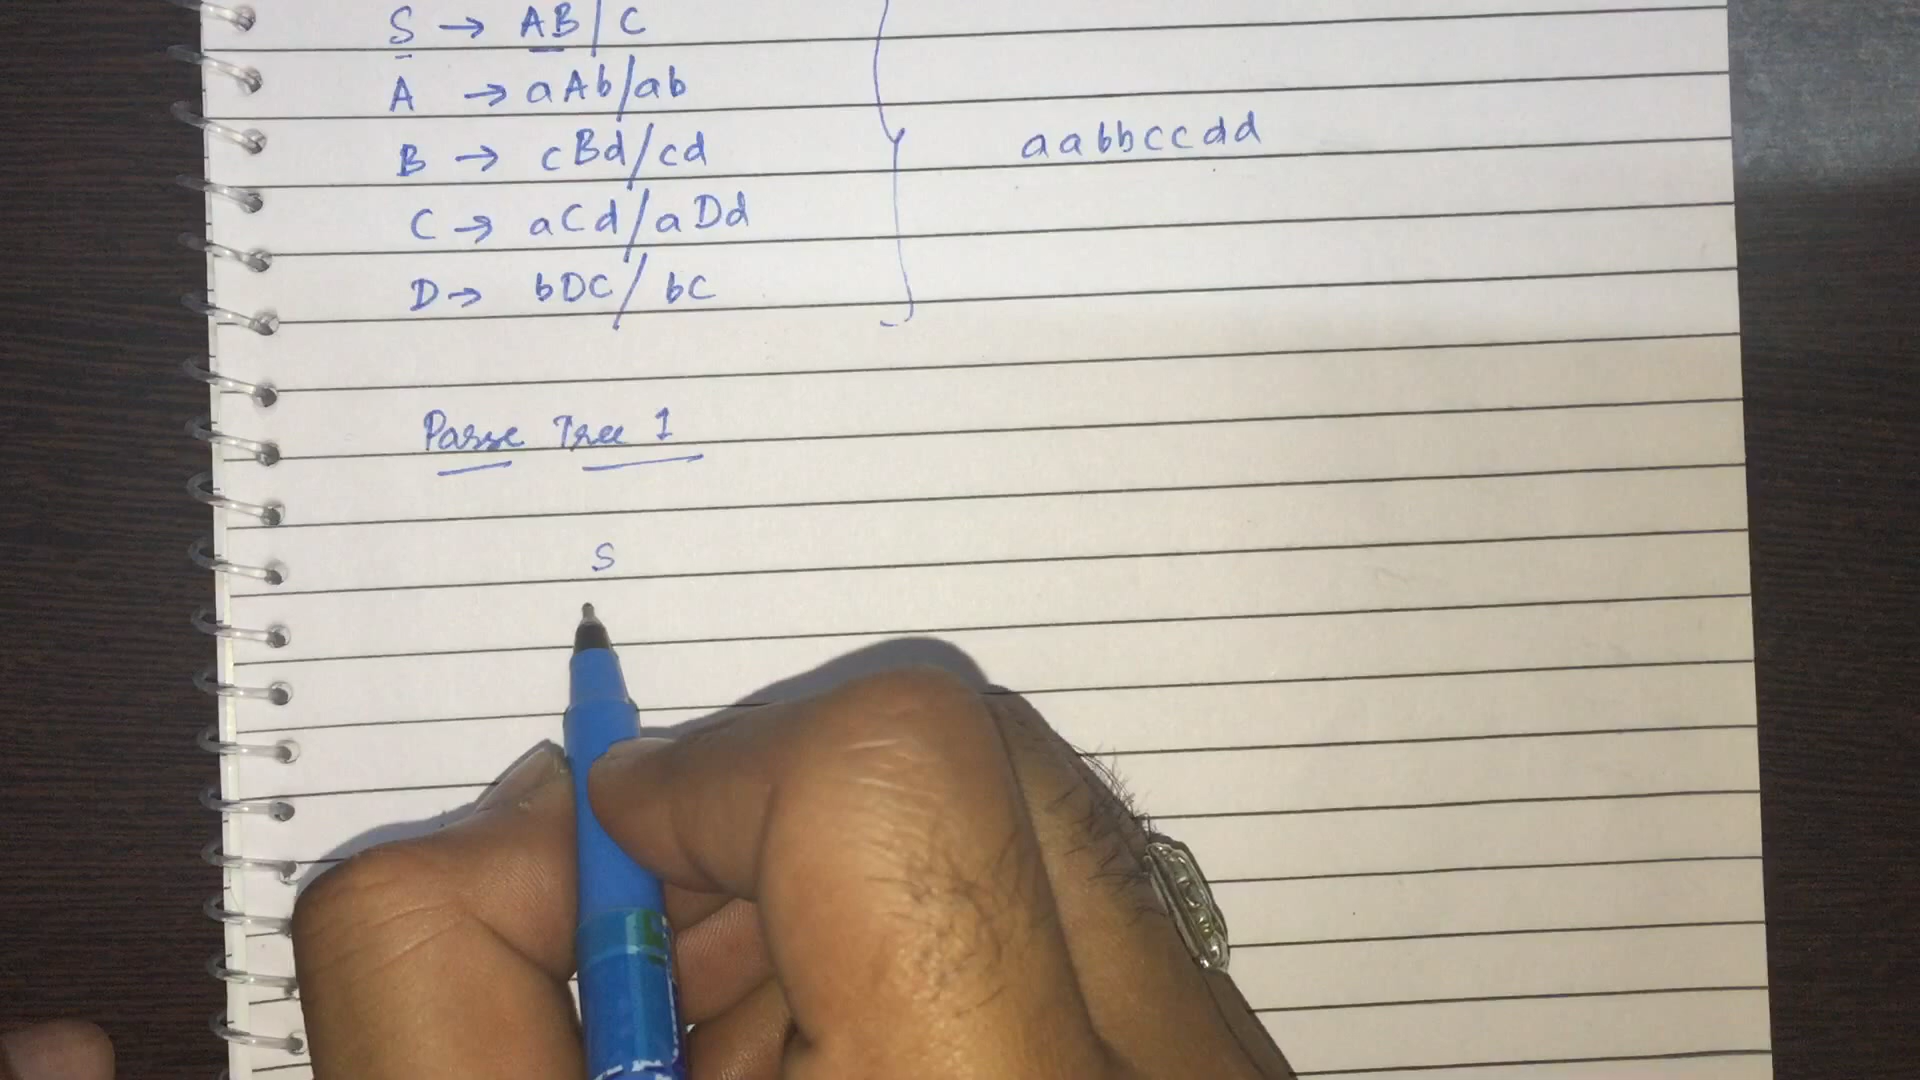 S → AB/C
A → aAb/ab
B → cBd/cd
aabbccdd
C → aCd/aDd
D → bDC/bC
Parse Tree 1
S